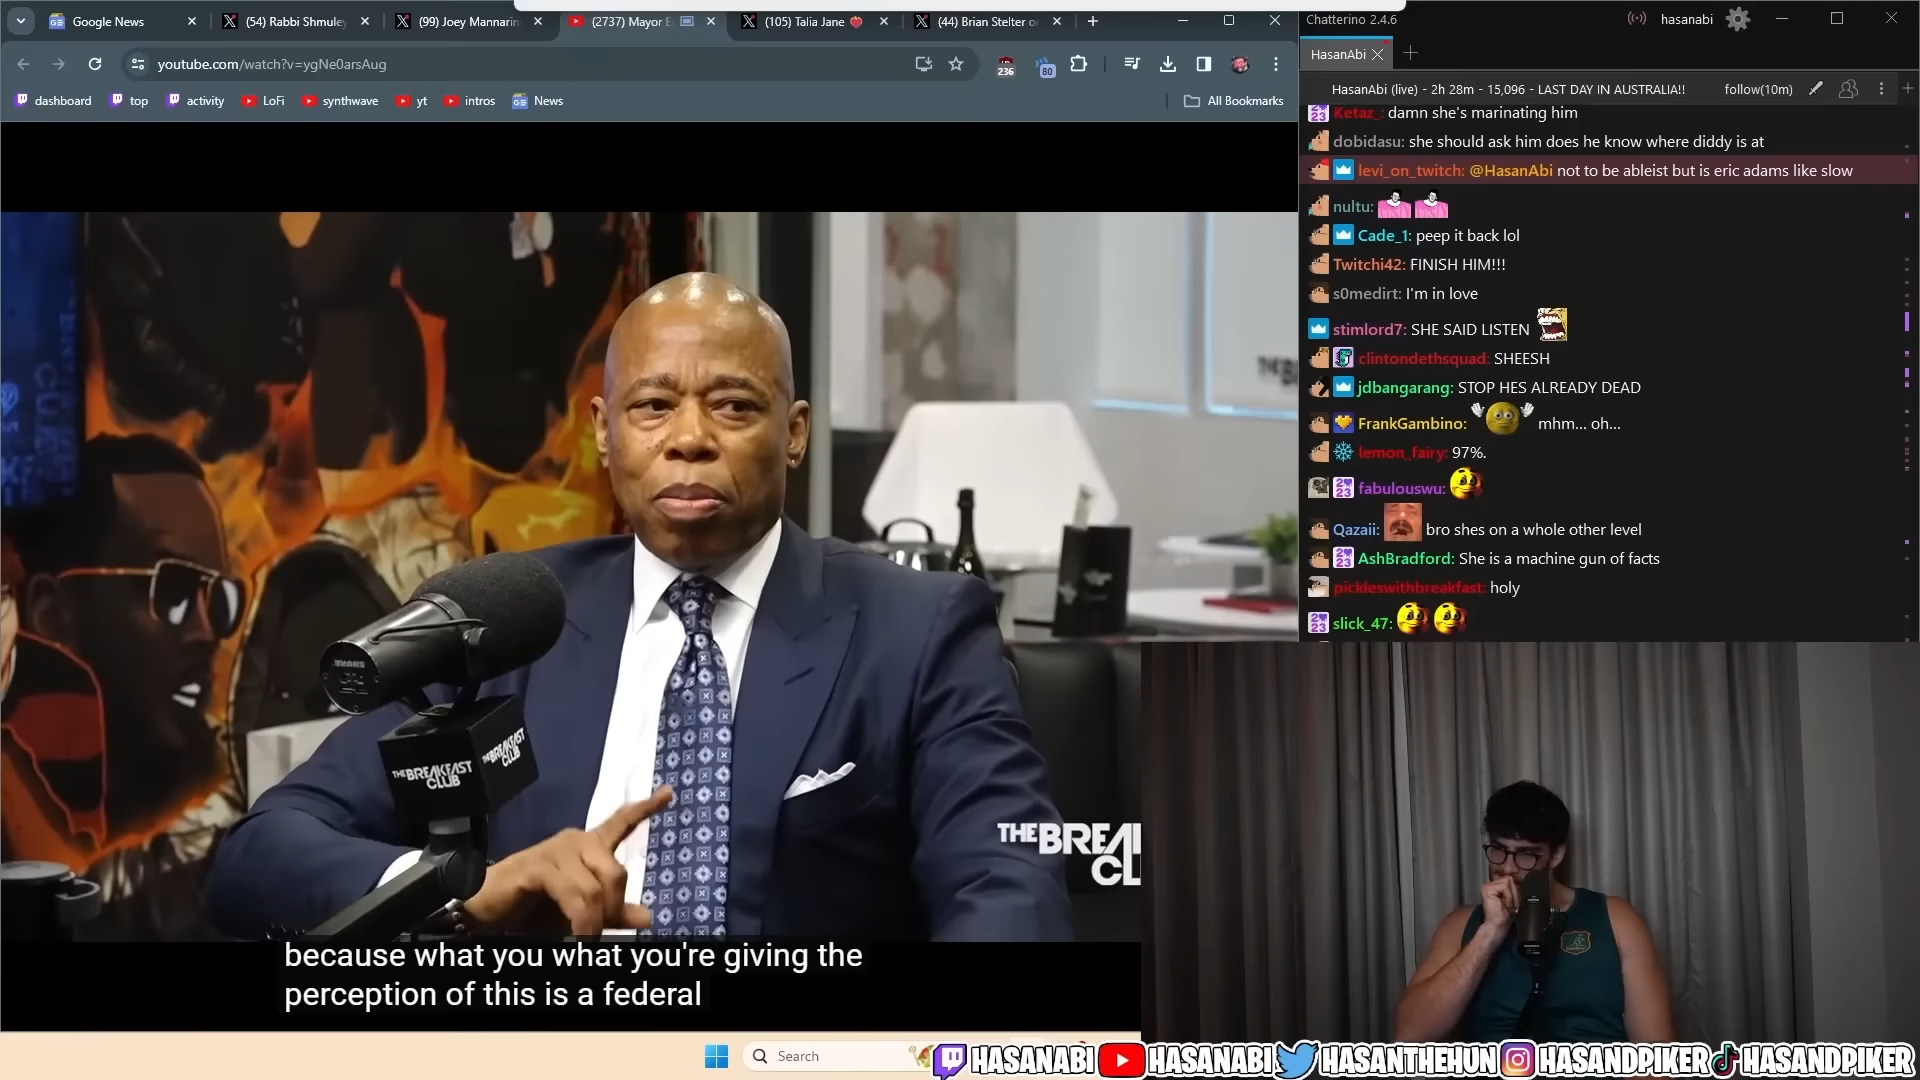 Google News
(54) Rabbi Shmuley
(99) Joey Mannarin
(2737) Mayor E
(105) Talia Jane
(44) Brian Stelter o
youtube.com/watch?v=ygNe0arsAug
236
80
dashboard
top
activity
LoFi
synthwave
yt
intros
News
All Bookmarks
Chatterino 2.4.6
hasanabi
HasanAbi
HasanAbi (live) - 2h 28m - 15,096 - LAST DAY IN AUSTRALIA!!
follow(10m)
Ketaz_: damn she's marinating him
dobidasu: she should ask him does he know where diddy is at
levi_on_twitch: @HasanAbi not to be ableist but is eric adams like slow
nultu:
Cade_1: peep it back lol
Twitchi42: FINISH HIM!!!
s0medirt: I'm in love
stimlord7: SHE SAID LISTEN
clintondethsquad: SHEESH
jdbangarang: STOP HES ALREADY DEAD
FrankGambino: mhm... oh...
lemon_fairy: 97%.
fabulouswu:
Qazaii: bro shes on a whole other level
AshBradford: She is a machine gun of facts
pickleswithbreakfast: holy
slick_47:
THE BREAKFAST
CLUB
THE BREAKFAST
CLUB
THE BREA
CL
because what you what you're giving the
perception of this is a federal
Search
HASANABI
HASANABI
HASANTHEHUN
HASANDPIKER
HASANDPIKER